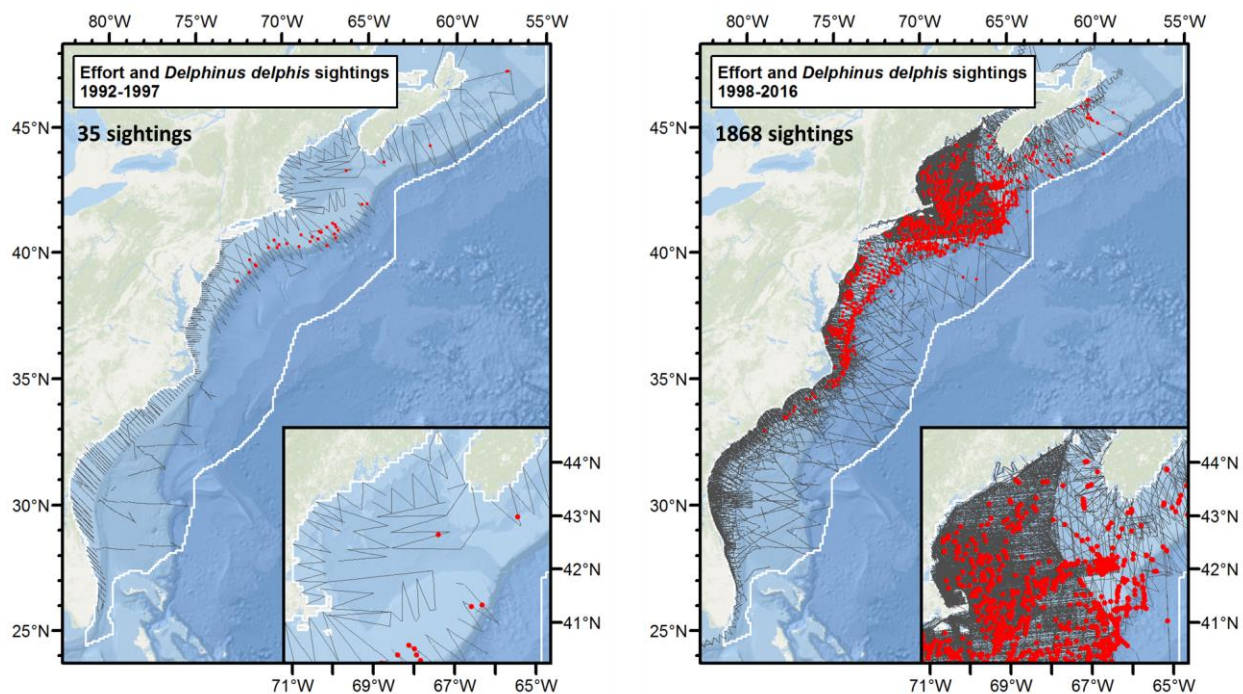 80°W 75°W 70°W 65°W 60°W 55°W
Effort and Delphinus delphis sightings
1992-1997
35 sightings
45°N
40°N
35°N
30°N
25°N
44°N
43°N
42°N
41°N
71°W 69°W 67°W 65°W
80°W 75°W 70°W 65°W 60°W 55°W
Effort and Delphinus delphis sightings
1998-2016
1868 sightings
45°N
40°N
35°N
30°N
25°N
44°N
43°N
42°N
41°N
71°W 69°W 67°W 65°W